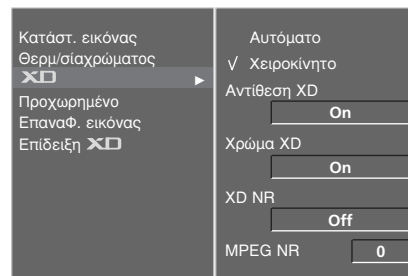 Κατάστ. εικόνας
Θερμ/σίαχρώματος
XD
Προχωρημένο
ΕπαναΦ. εικόνας
Επίδειξη XD
Αυτόματο
√ Χειροκίνητο
Αντίθεση XD
On
Χρώμα XD
On
XD NR
Off
MPEG NR 0